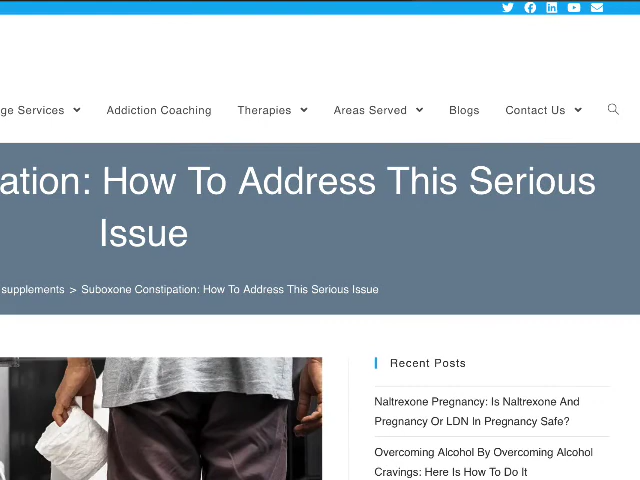 ge Services
Addiction Coaching
Therapies
Areas Served
Blogs
Contact Us
ation: How To Address This Serious
Issue
supplements > Suboxone Constipation: How To Address This Serious Issue
Recent Posts
Naltrexone Pregnancy: Is Naltrexone And
Pregnancy Or LDN In Pregnancy Safe?
Overcoming Alcohol By Overcoming Alcohol
Cravings: Here Is How To Do It